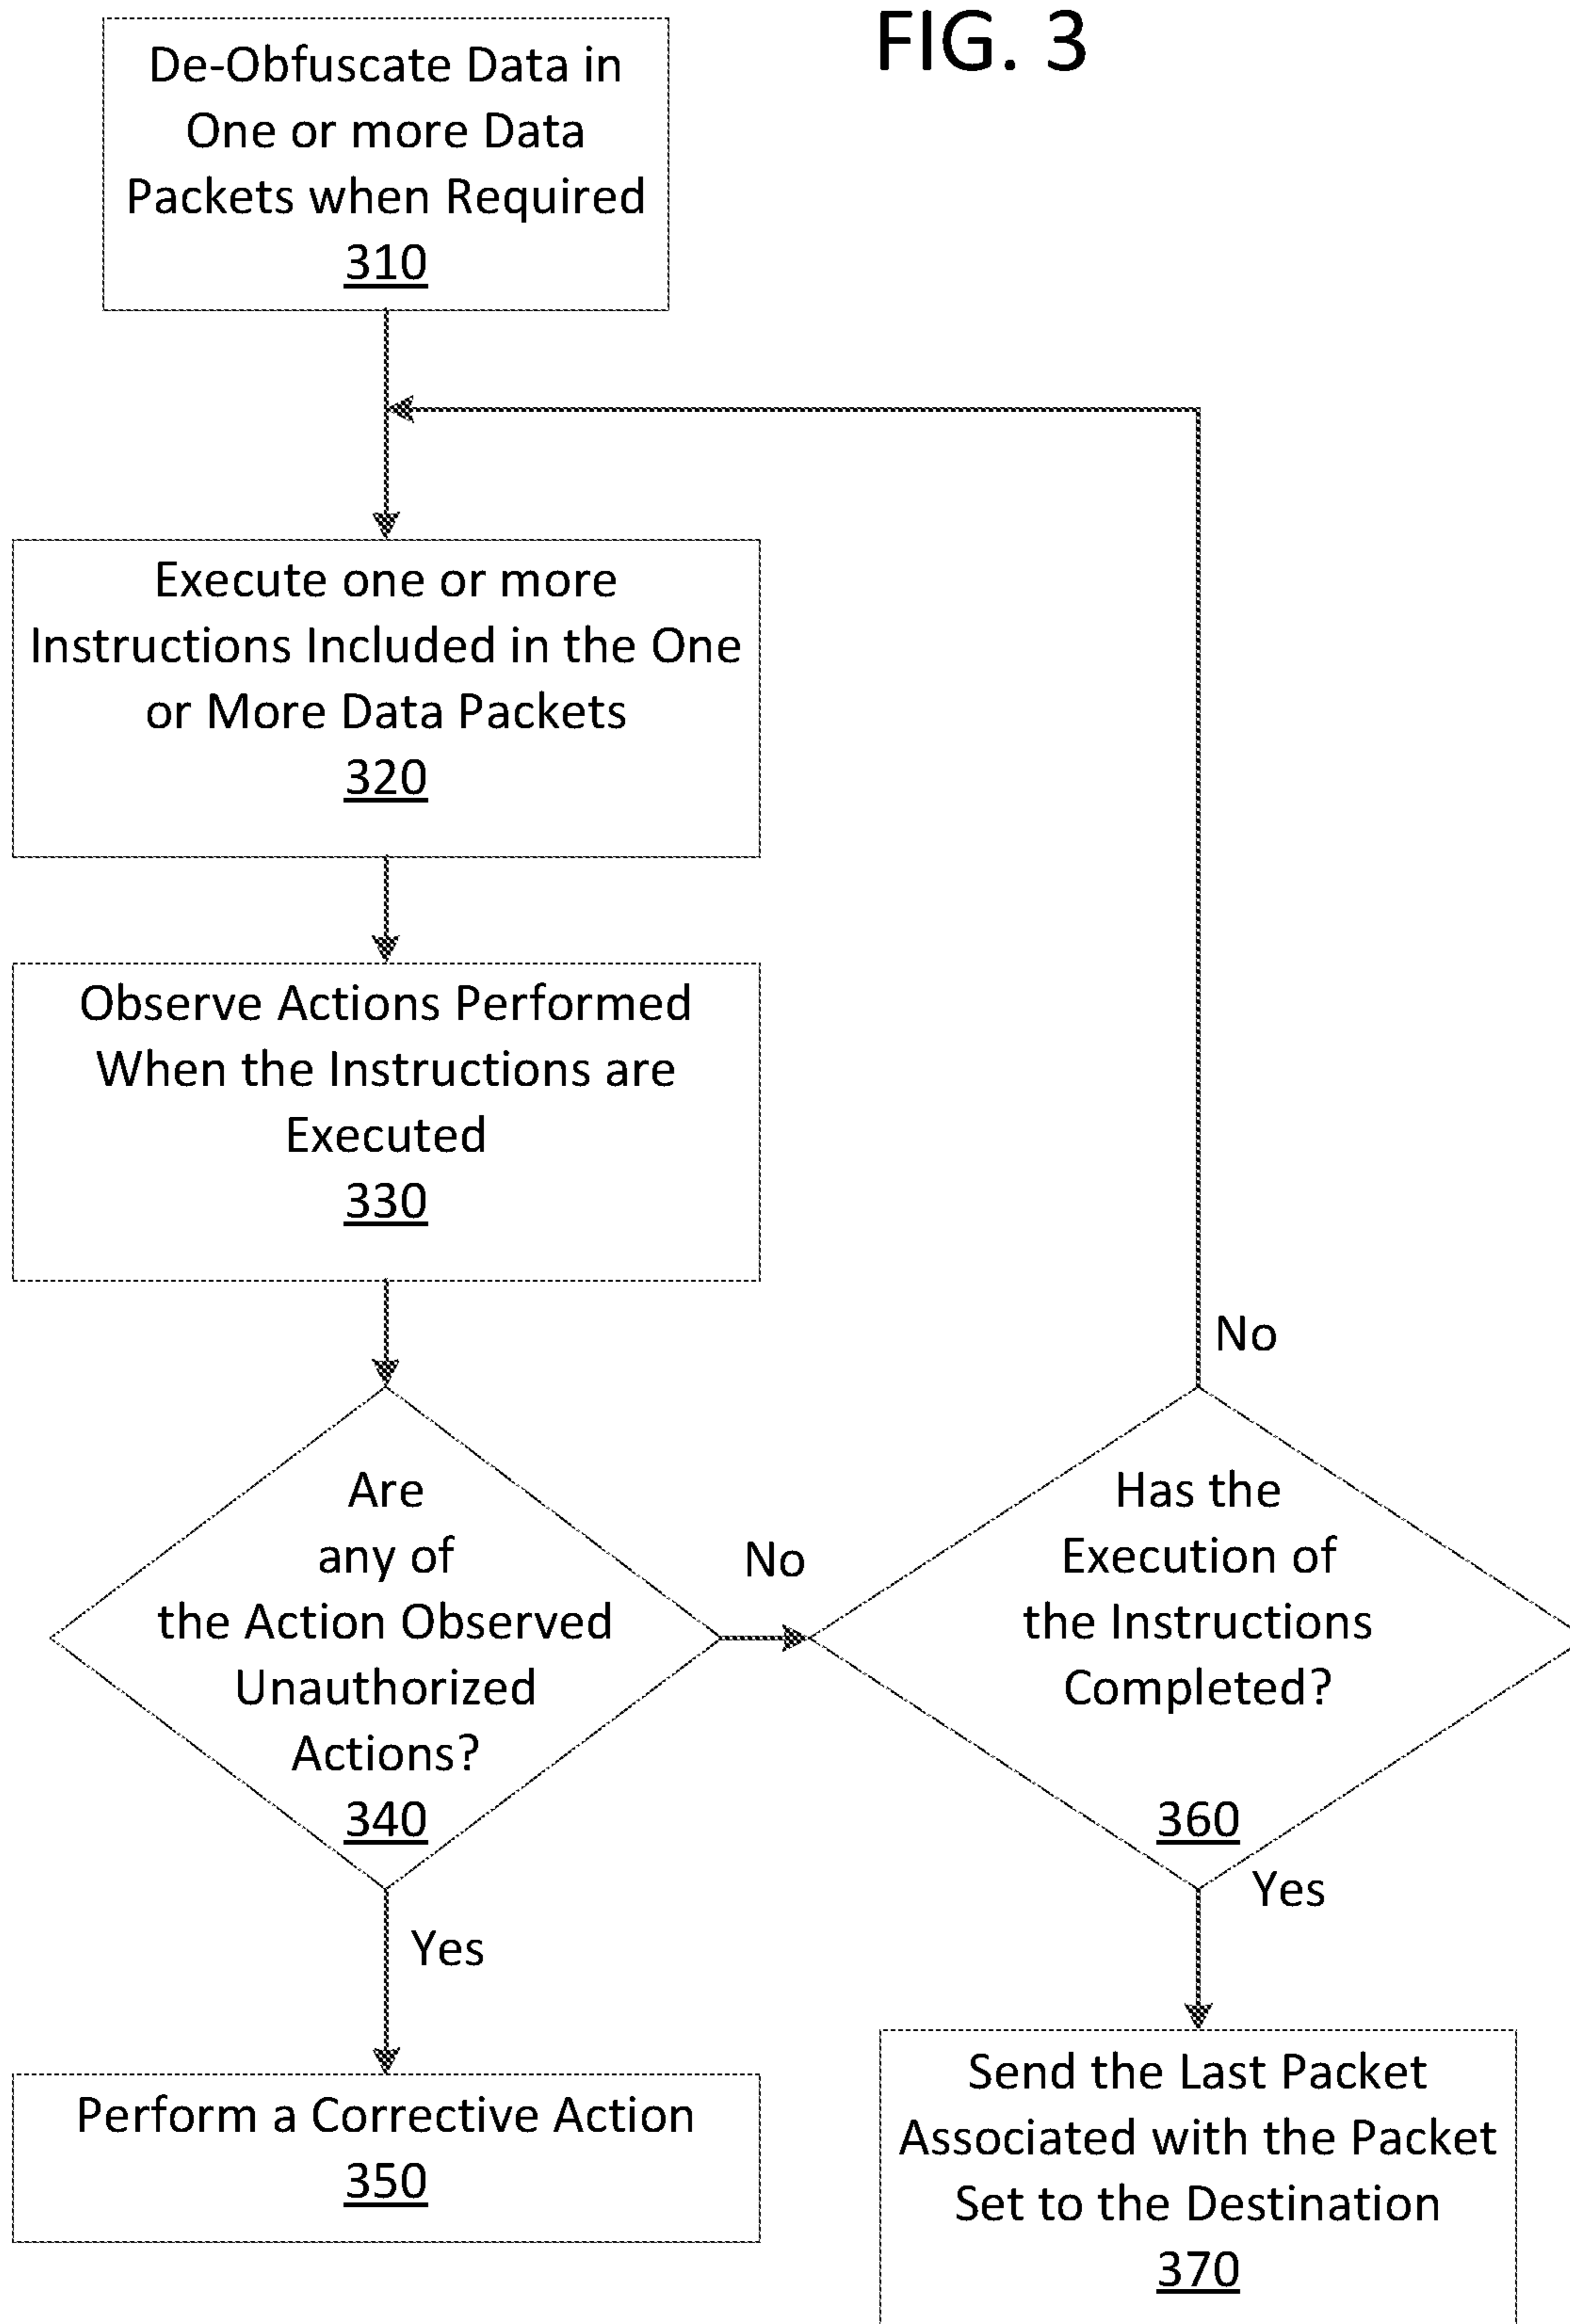 FIG. 3
De-Obfuscate Data in
One or more Data
Packets when Required
310
Execute one or more
Instructions Included in the One
or More Data Packets
320
Observe Actions Performed
When the Instructions are
Executed
330
Are
any of
the Action Observed
Unauthorized
Actions?
340
No
Yes
Perform a Corrective Action
350
Has the
Execution of
the Instructions
Completed?
360
No
Yes
Send the Last Packet
Associated with the Packet
Set to the Destination
370